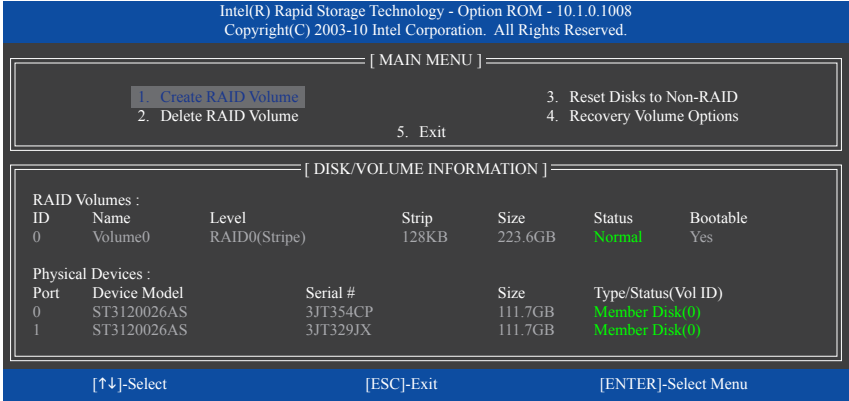 Intel(R) Rapid Storage Technology - Option ROM - 10.1.0.1008
Copyright(C) 2003-10 Intel Corporation. All Rights Reserved.
[ MAIN MENU ]
1. Create RAID Volume 3. Reset Disks to Non-RAID
2. Delete RAID Volume 4. Recovery Volume Options
5. Exit
[ DISK/VOLUME INFORMATION ]
RAID Volumes :
ID Name Level Strip Size Status Bootable
0 Volume0 RAID0(Stripe) 128KB 223.6GB Normal Yes
Physical Devices :
Port Device Model Serial # Size Type/Status(Vol ID)
0 ST3120026AS 3JT354CP 111.7GB Member Disk(0)
1 ST3120026AS 3JT329JX 111.7GB Member Disk(0)
[↑↓]-Select [ESC]-Exit [ENTER]-Select Menu